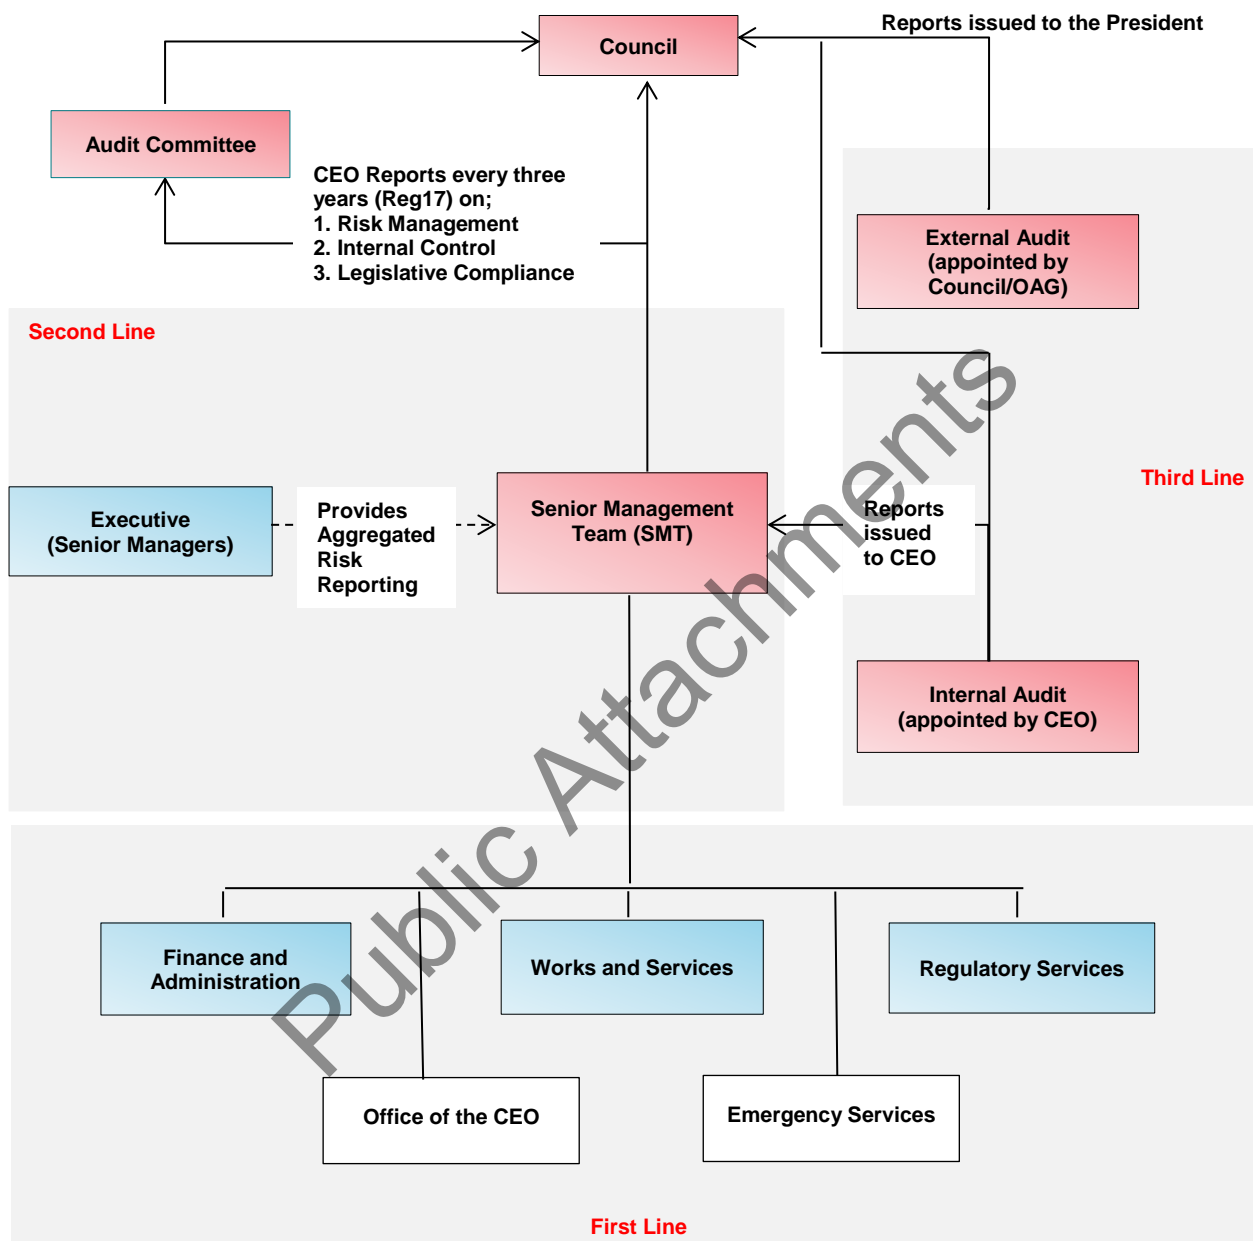 Reports issued to the President
Council
Audit Committee
CEO Reports every three
years (Reg17) on;
1. Risk Management
2. Internal Control
3. Legislative Compliance
External Audit
(appointed by
Council/OAG)
Second Line
Third Line
Executive
(Senior Managers)
Provides
Aggregated
Risk
Reporting
Senior Management
Team (SMT)
Reports
issued
to CEO
Internal Audit
(appointed by CEO)
Public Attachments
Finance and
Administration
Works and Services
Regulatory Services
Office of the CEO
Emergency Services
First Line